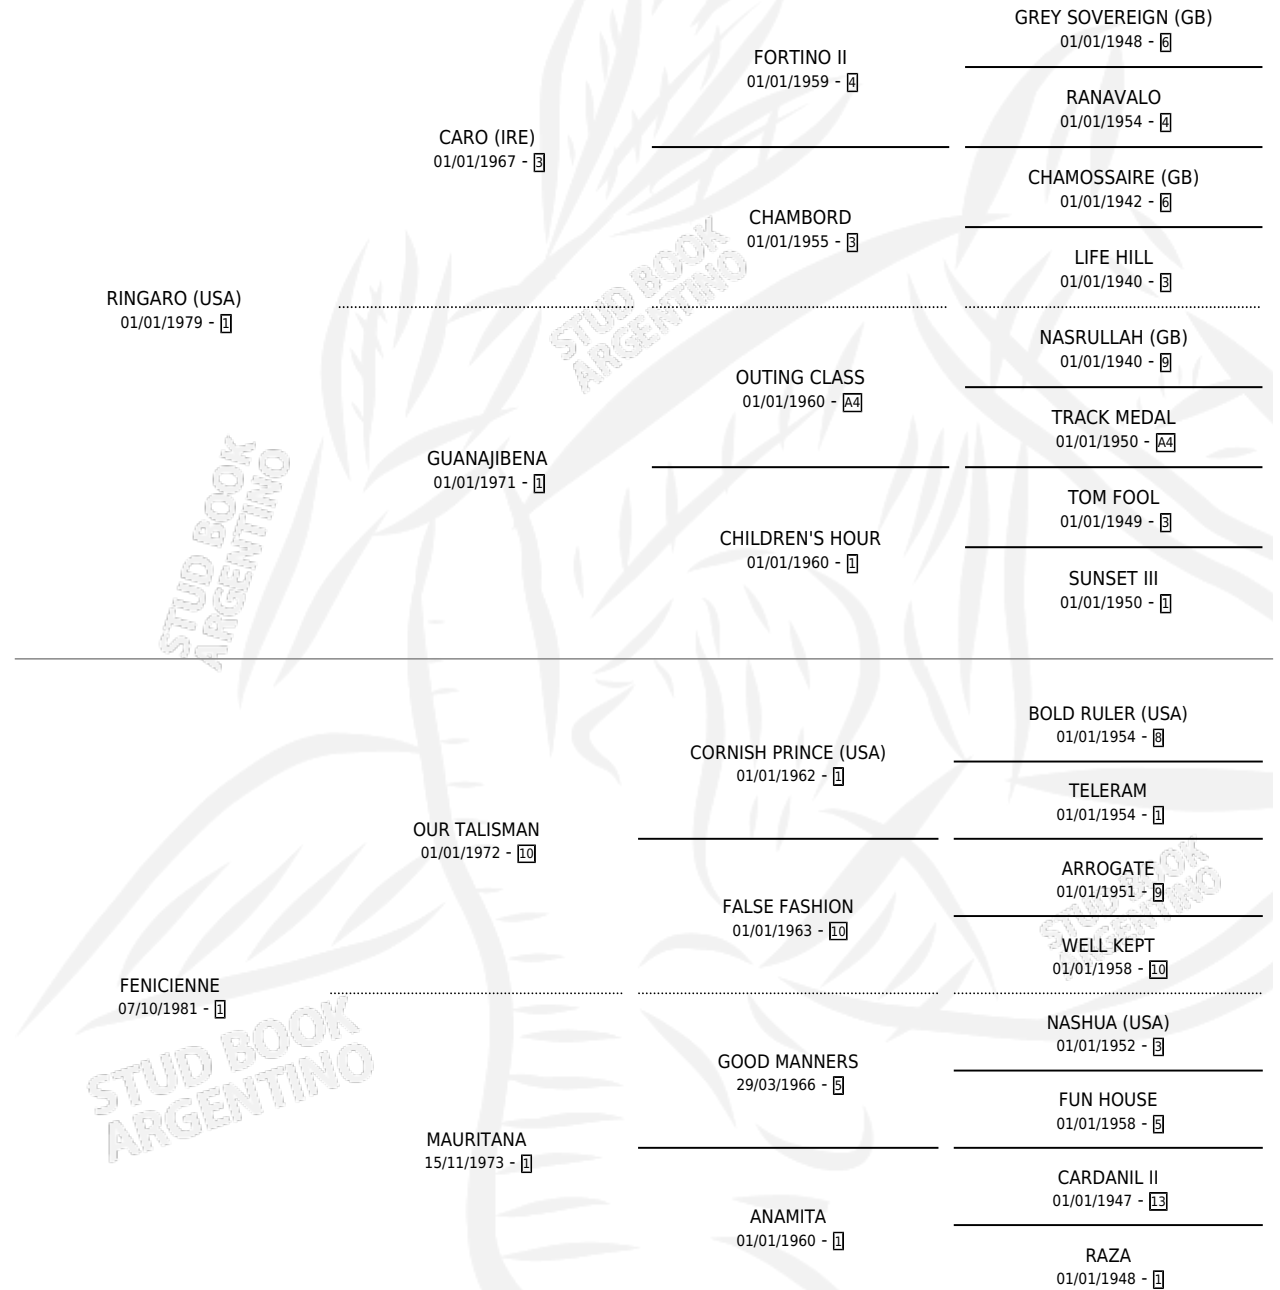 GREY SOVEREIGN (GB)
01/01/1948 - 6
FORTINO II
01/01/1959 - 4
RANAVALO
01/01/1954 - 4
CARO (IRE)
01/01/1967 - 3
CHAMOSSAIRE (GB)
01/01/1942 - 6
CHAMBORD
01/01/1955 - 3
LIFE HILL
01/01/1940 - 3
RINGARO (USA)
01/01/1979 - 1
NASRULLAH (GB)
01/01/1940 - 9
OUTING CLASS
01/01/1960 - A4
TRACK MEDAL
01/01/1950 - A4
GUANAJIBENA
01/01/1971 - 1
TOM FOOL
01/01/1949 - 3
CHILDREN'S HOUR
01/01/1960 - 1
SUNSET III
01/01/1950 - 1
STUD BOOK
ARGENTINO
STUD BOOK
ARGENTINO
BOLD RULER (USA)
01/01/1954 - 8
CORNISH PRINCE (USA)
01/01/1962 - 1
TELERAM
01/01/1954 - 1
OUR TALISMAN
01/01/1972 - 10
ARROGATE
01/01/1951 - 9
FALSE FASHION
01/01/1963 - 10
WELL KEPT
01/01/1958 - 10
FENICIENNE
07/10/1981 - 1
NASHUA (USA)
01/01/1952 - 3
GOOD MANNERS
29/03/1966 - 5
FUN HOUSE
01/01/1958 - 5
MAURITANA
15/11/1973 - 1
CARDANIL II
01/01/1947 - 13
ANAMITA
01/01/1960 - 1
RAZA
01/01/1948 - 1
STUD BOOK
ARGENTINO
STUD BOOK
ARGENTINO